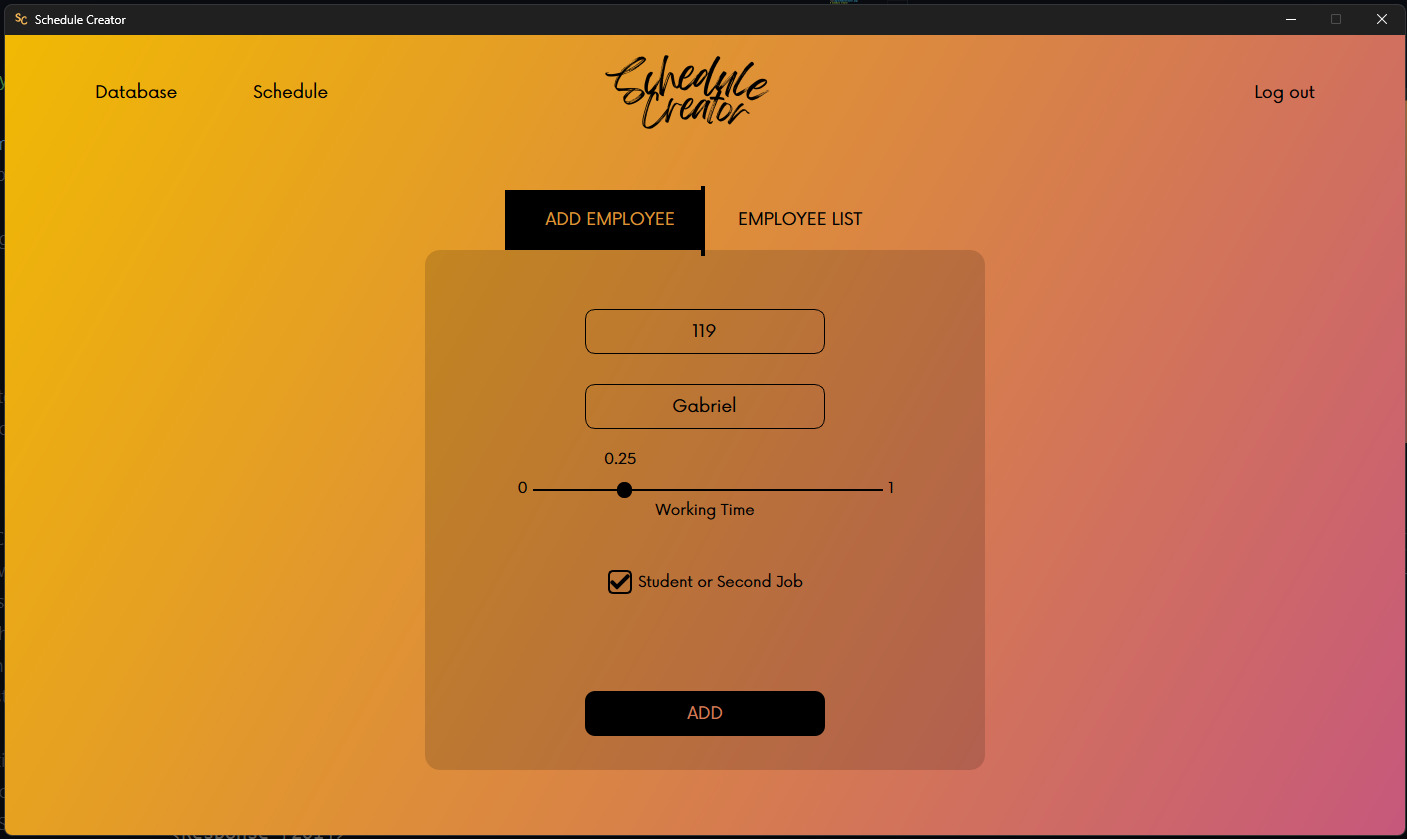 SC Schedule Creator
Database
Schedule
Schedule
Creator
Log out
ADD EMPLOYEE
EMPLOYEE LIST
119
Gabriel
0.25
0
1
Working Time
Student or Second Job
ADD